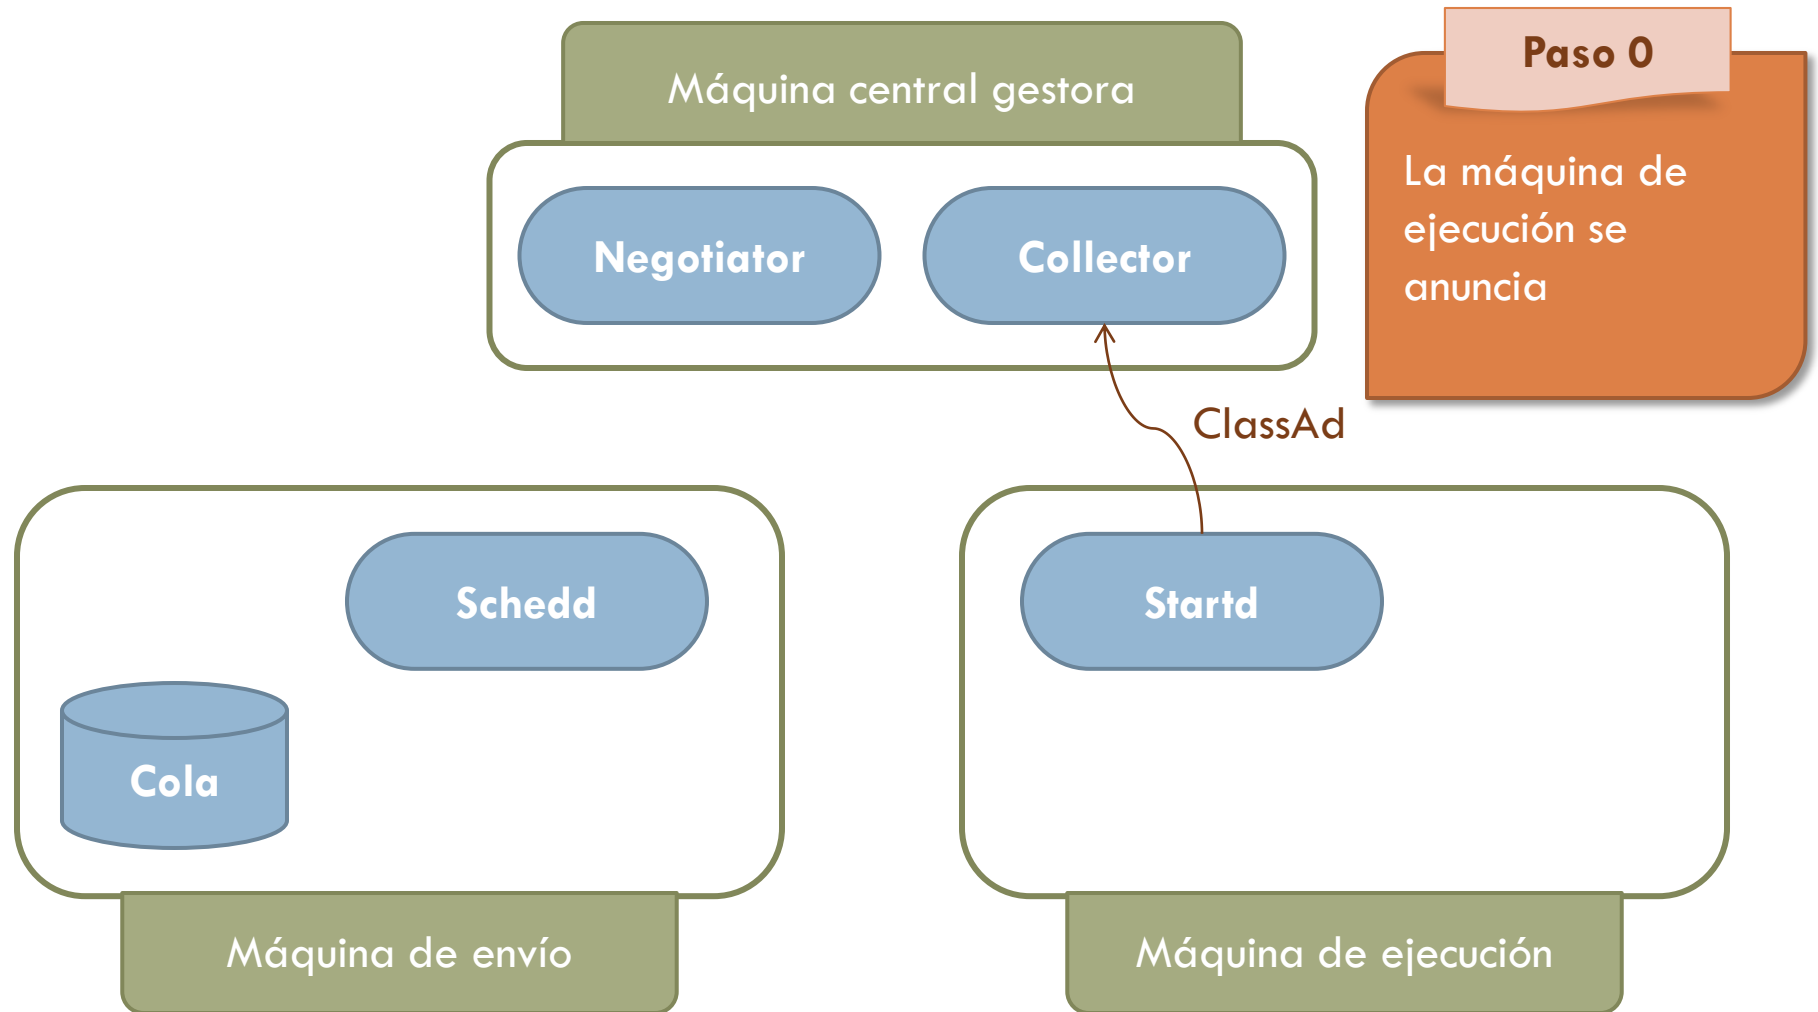 Máquina central gestora
Paso 0
La máquina de
ejecución se
anuncia
Negotiator
Collector
ClassAd
Schedd
Startd
Cola
Máquina de envío
Máquina de ejecución